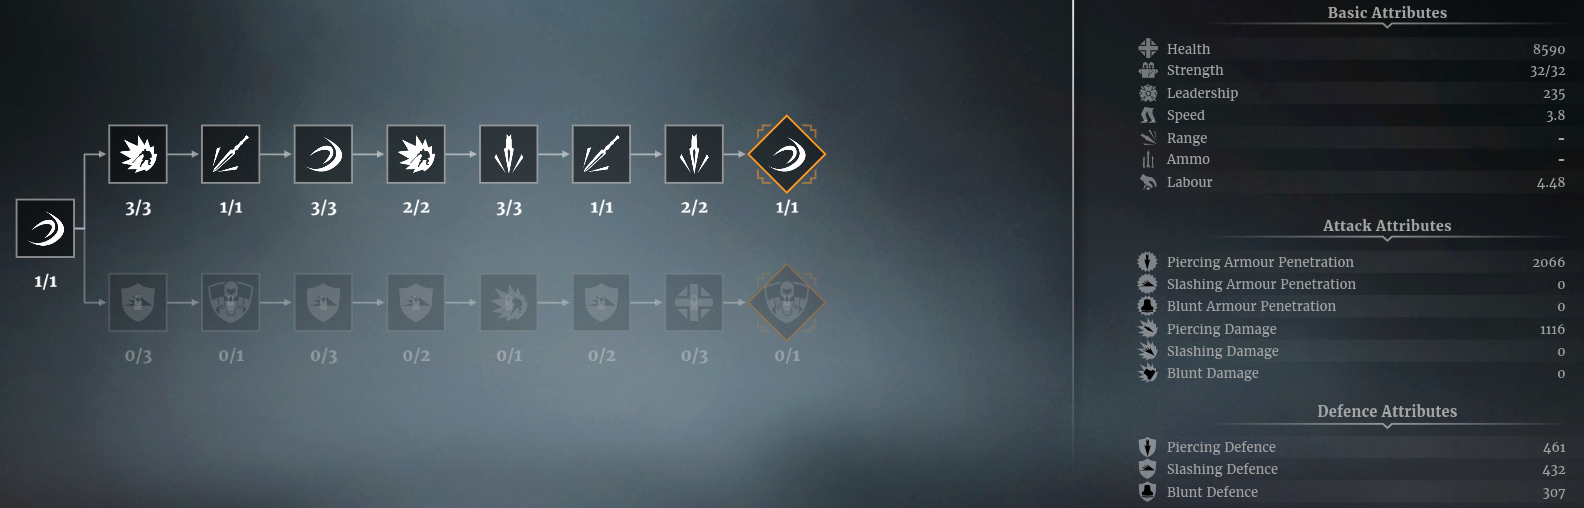 3/3 1/1 3/3 2/2 3/3 1/1 2/2 1/1
1/1
0/3 0/1 0/3 0/2 0/1 0/2 0/3 0/1
Basic Attributes
Health 8590
Strength 32/32
Leadership 235
Speed 3.8
Range -
Ammo -
Labour 4.48
Attack Attributes
Piercing Armour Penetration 2066
Slashing Armour Penetration 0
Blunt Armour Penetration 0
Piercing Damage 1116
Slashing Damage 0
Blunt Damage 0
Defence Attributes
Piercing Defence 461
Slashing Defence 432
Blunt Defence 307